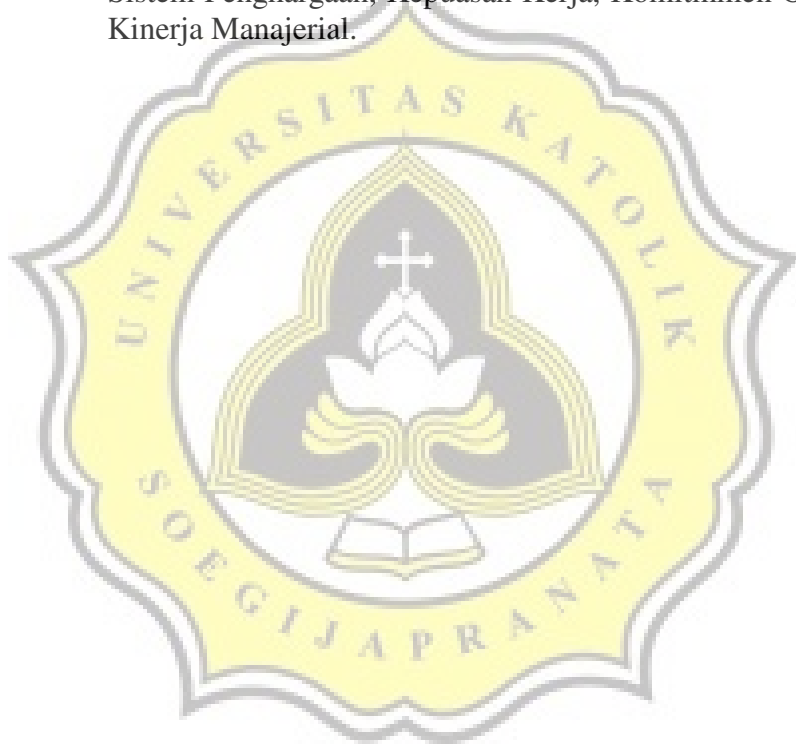 Sistem Penghargaan, Kepuasan Kerja, Komitmen
Kinerja Manajerial.
UNIVERSITAS KATOLIK
SOEGIJAPRANATA